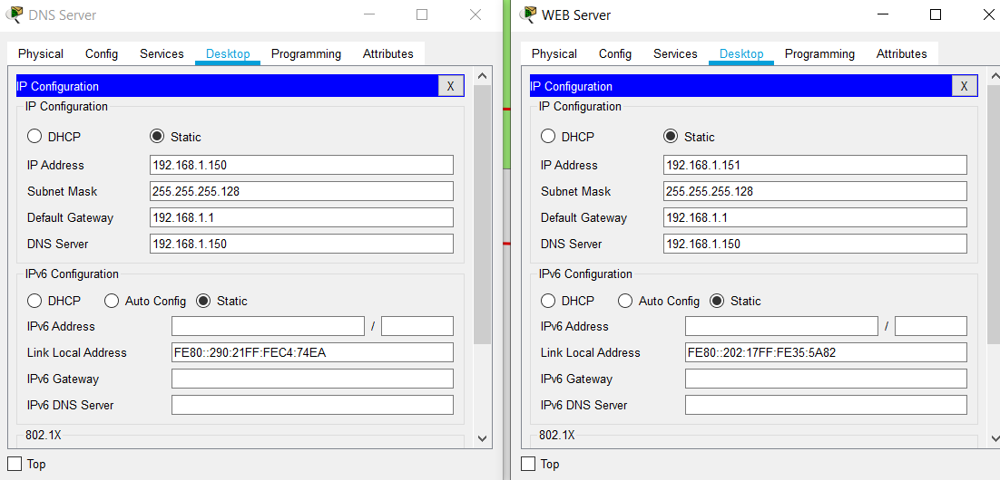 DNS Server
Physical Config Services Desktop Programming Attributes
IP Configuration X
IP Configuration
DHCP Static
IP Address 192.168.1.150
Subnet Mask 255.255.255.128
Default Gateway 192.168.1.1
DNS Server 192.168.1.150
IPv6 Configuration
DHCP Auto Config Static
IPv6 Address /
Link Local Address FE80::290:21FF:FEC4:74EA
IPv6 Gateway
IPv6 DNS Server
802.1X
Top
WEB Server
Physical Config Services Desktop Programming Attributes
IP Configuration X
IP Configuration
DHCP Static
IP Address 192.168.1.151
Subnet Mask 255.255.255.128
Default Gateway 192.168.1.1
DNS Server 192.168.1.150
IPv6 Configuration
DHCP Auto Config Static
IPv6 Address /
Link Local Address FE80::202:17FF:FE35:5A82
IPv6 Gateway
IPv6 DNS Server
802.1X
Top